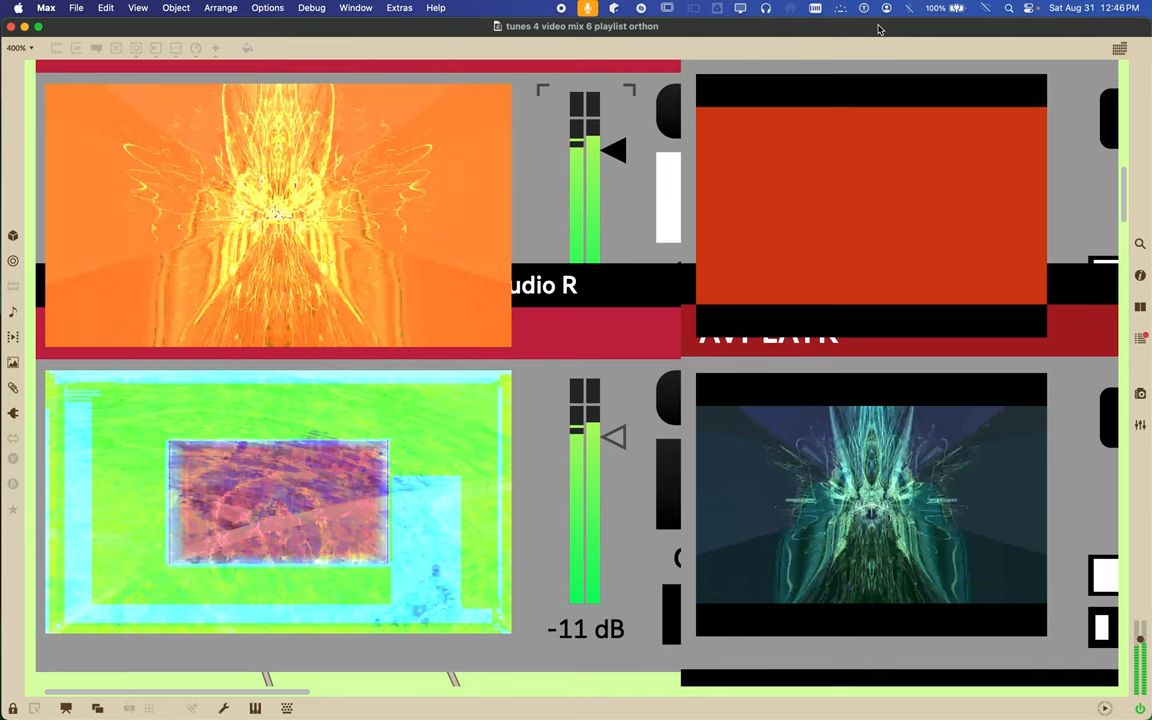 Max File Edit View Object Arrange Options Debug Window Extras Help 100% Sat Aug 31 12:46 PM
tunes 4 video mix 6 playlist orthon
400%
udio R
-11 dB